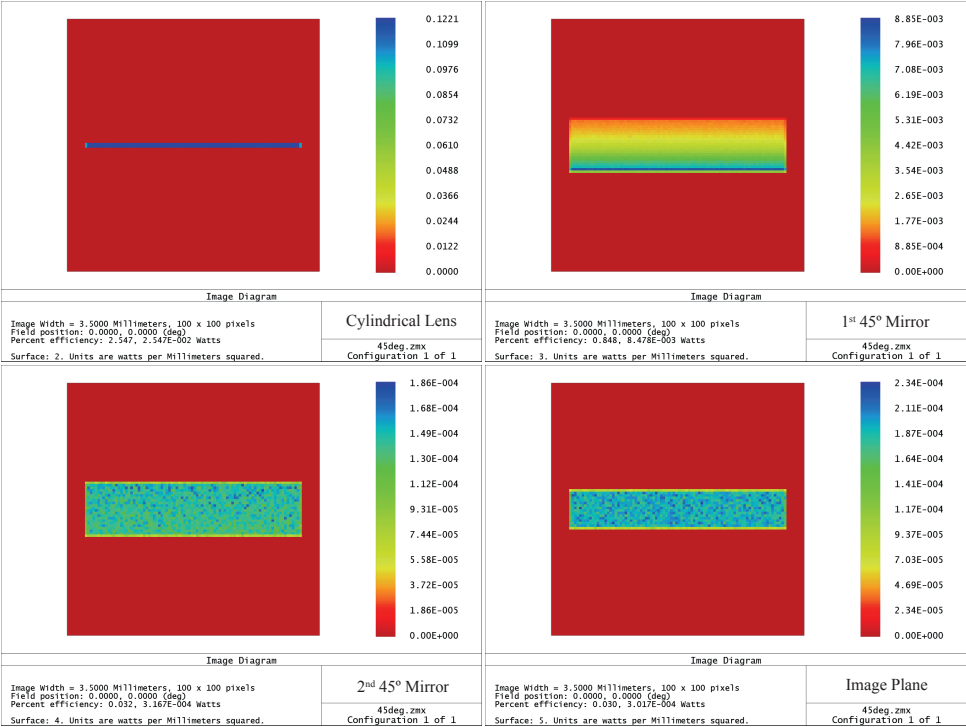 0.1221
0.1099
0.0976
0.0854
0.0732
0.0610
0.0488
0.0366
0.0244
0.0122
0.0000
Image Diagram
Image Width = 3.5000 Millimeters, 100 x 100 pixels
Field position: 0.0000, 0.0000 (deg)
Percent efficiency: 2.547, 2.547E-002 Watts
Surface: 2. Units are watts per Millimeters squared.
Cylindrical Lens
45deg.zmx
Configuration 1 of 1
8.85E-003
7.96E-003
7.08E-003
6.19E-003
5.31E-003
4.42E-003
3.54E-003
2.65E-003
1.77E-003
8.85E-004
0.00E+000
Image Diagram
Image Width = 3.5000 Millimeters, 100 x 100 pixels
Field position: 0.0000, 0.0000 (deg)
Percent efficiency: 0.848, 8.478E-003 Watts
Surface: 3. Units are watts per Millimeters squared.
1st 45º Mirror
45deg.zmx
Configuration 1 of 1
1.86E-004
1.68E-004
1.49E-004
1.30E-004
1.12E-004
9.31E-005
7.44E-005
5.58E-005
3.72E-005
1.86E-005
0.00E+000
Image Diagram
Image Width = 3.5000 Millimeters, 100 x 100 pixels
Field position: 0.0000, 0.0000 (deg)
Percent efficiency: 0.032, 3.167E-004 Watts
Surface: 4. Units are watts per Millimeters squared.
2nd 45º Mirror
45deg.zmx
Configuration 1 of 1
2.34E-004
2.11E-004
1.87E-004
1.64E-004
1.41E-004
1.17E-004
9.37E-005
7.03E-005
4.69E-005
2.34E-005
0.00E+000
Image Diagram
Image Width = 3.5000 Millimeters, 100 x 100 pixels
Field position: 0.0000, 0.0000 (deg)
Percent efficiency: 0.030, 3.017E-004 Watts
Surface: 5. Units are watts per Millimeters squared.
Image Plane
45deg.zmx
Configuration 1 of 1